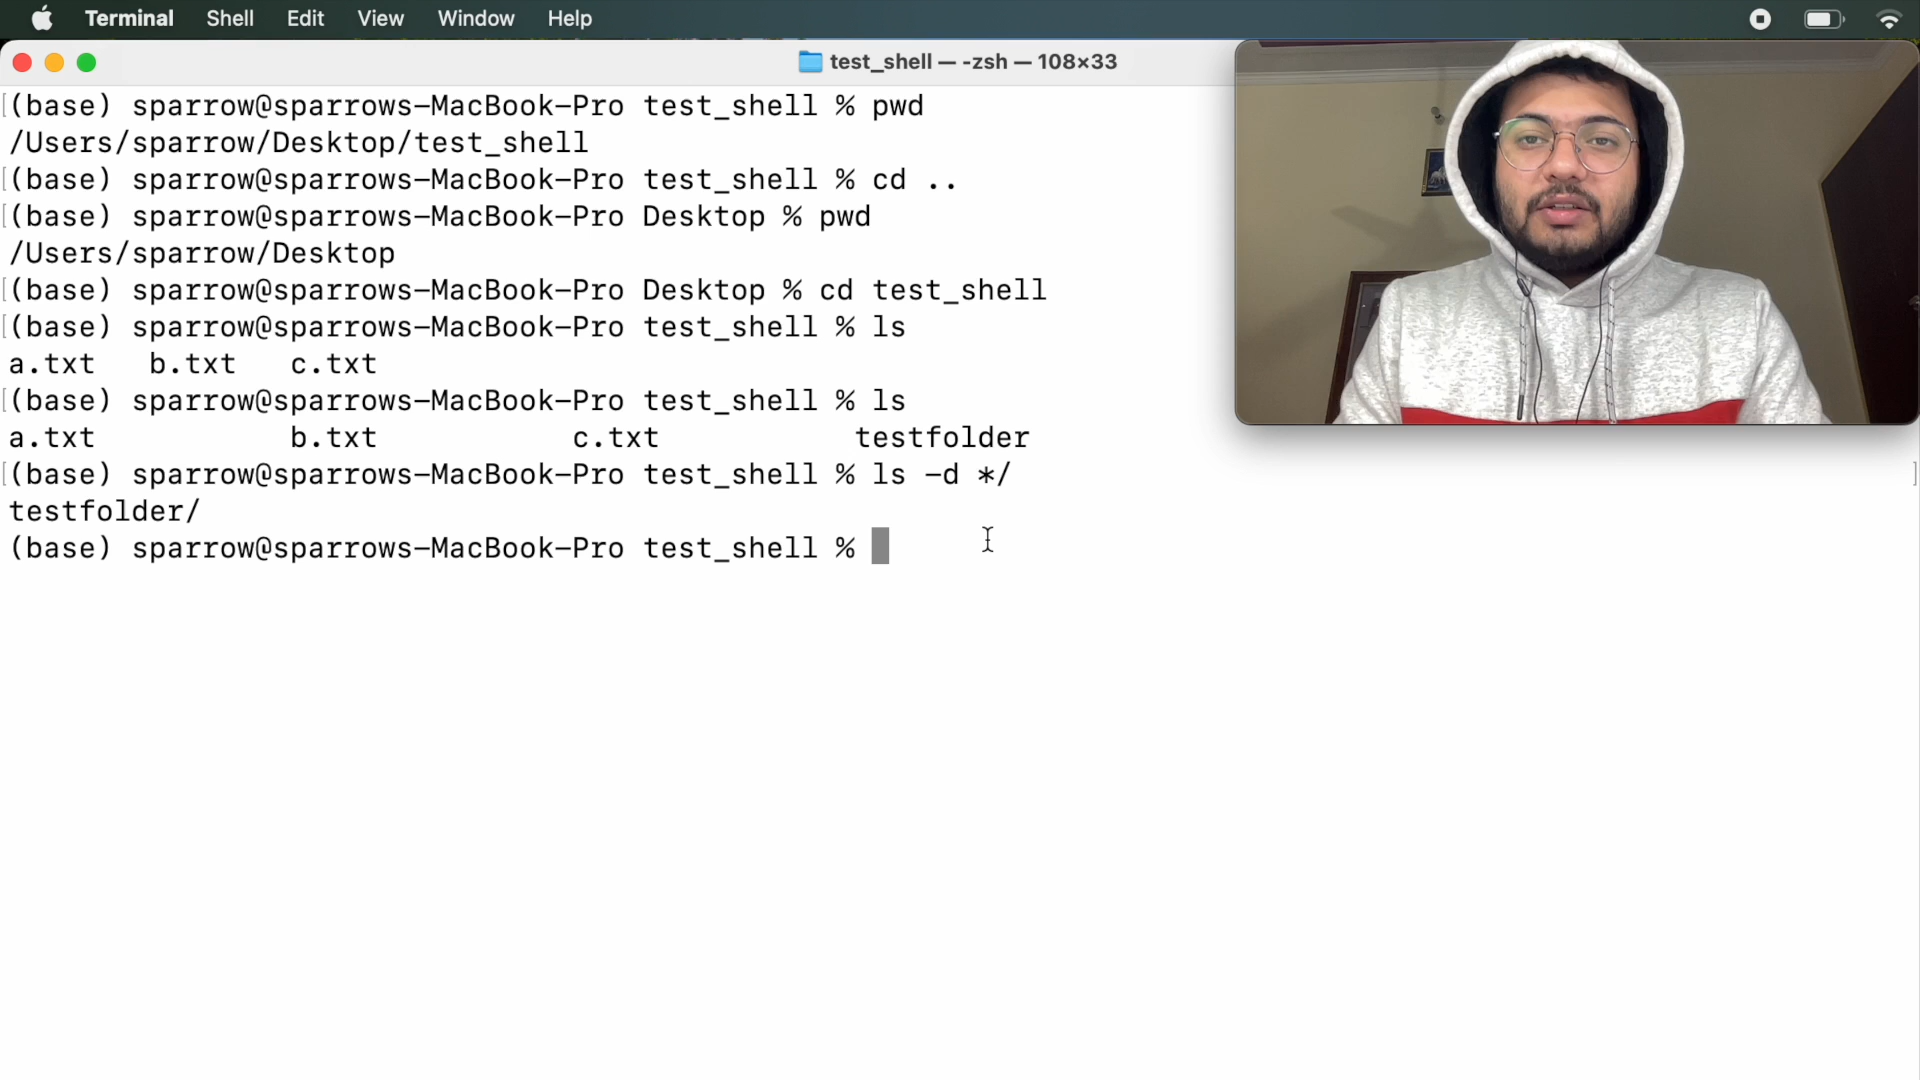 Terminal Shell Edit View Window Help
test_shell — -zsh — 108×33
(base) sparrow@sparrows-MacBook-Pro test_shell % pwd
/Users/sparrow/Desktop/test_shell
(base) sparrow@sparrows-MacBook-Pro test_shell % cd ..
(base) sparrow@sparrows-MacBook-Pro Desktop % pwd
/Users/sparrow/Desktop
(base) sparrow@sparrows-MacBook-Pro Desktop % cd test_shell
(base) sparrow@sparrows-MacBook-Pro test_shell % ls
a.txt b.txt c.txt
(base) sparrow@sparrows-MacBook-Pro test_shell % ls
a.txt b.txt c.txt testfolder
(base) sparrow@sparrows-MacBook-Pro test_shell % ls -d */
testfolder/
(base) sparrow@sparrows-MacBook-Pro test_shell %